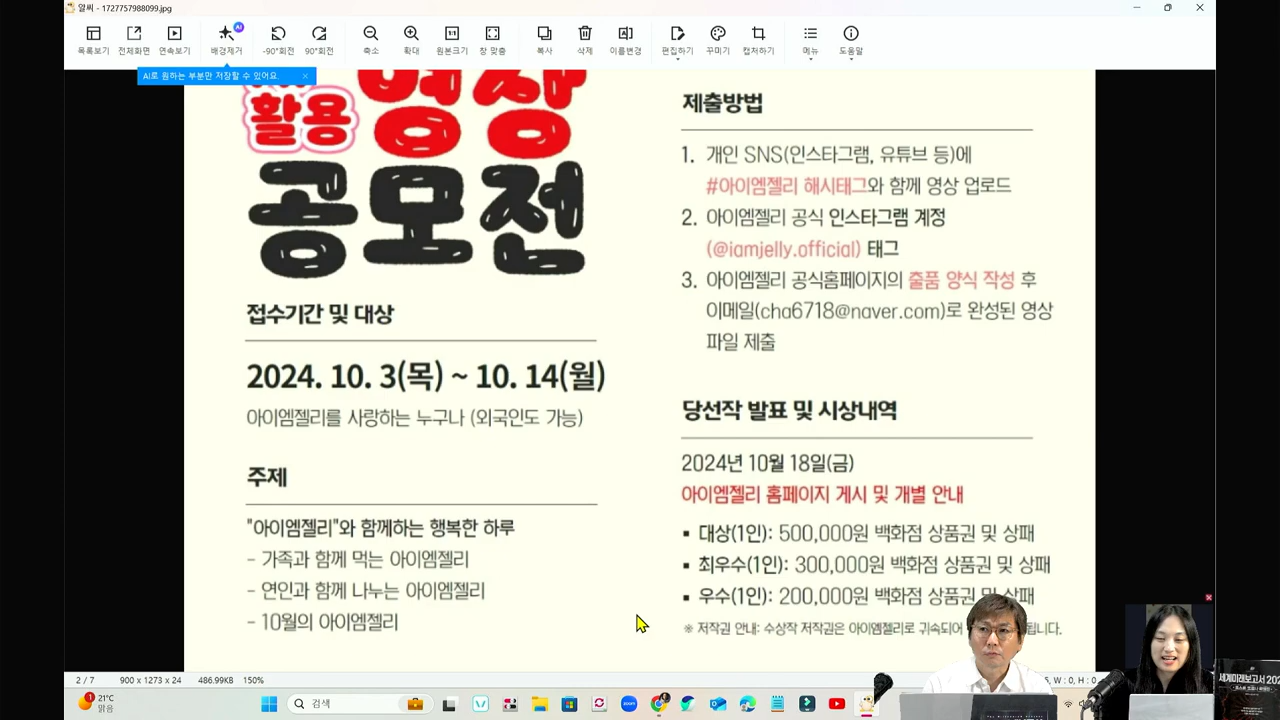 알씨 - 1727757988099.jpg
목록보기 전체화면 연속보기 배경제거 AI -90°회전 90°회전 축소 확대 원본크기 창 맞춤 복사 삭제 이름변경 편집하기 꾸미기 캡처하기 메뉴 도움말
AI로 원하는 부분만 저장할 수 있어요.
활용 영상
공모전
접수기간 및 대상
2024. 10. 3(목) ~ 10. 14(월)
아이엠젤리를 사랑하는 누구나 (외국인도 가능)
주제
"아이엠젤리"와 함께하는 행복한 하루
- 가족과 함께 먹는 아이엠젤리
- 연인과 함께 나누는 아이엠젤리
- 10월의 아이엠젤리
제출방법
1. 개인 SNS(인스타그램, 유튜브 등)에
#아이엠젤리 해시태그와 함께 영상 업로드
2. 아이엠젤리 공식 인스타그램 계정
(@iamjelly.official) 태그
3. 아이엠젤리 공식홈페이지의 출품 양식 작성 후
이메일(cha6718@naver.com)로 완성된 영상
파일 제출
당선작 발표 및 시상내역
2024년 10월 18일(금)
아이엠젤리 홈페이지 게시 및 개별 안내
▪ 대상(1인): 500,000원 백화점 상품권 및 상패
▪ 최우수(1인): 300,000원 백화점 상품권 및 상패
▪ 우수(1인): 200,000원 백화점 상품권 및 상패
※ 저작권 안내: 수상작 저작권은 아이엠젤리로 귀속되어 됩니다.
2 / 7 900 x 1273 x 24 486.99KB 150% W : 0, H : 0
1 21°C
맑음
검색
zoom
세계미래보고서 202